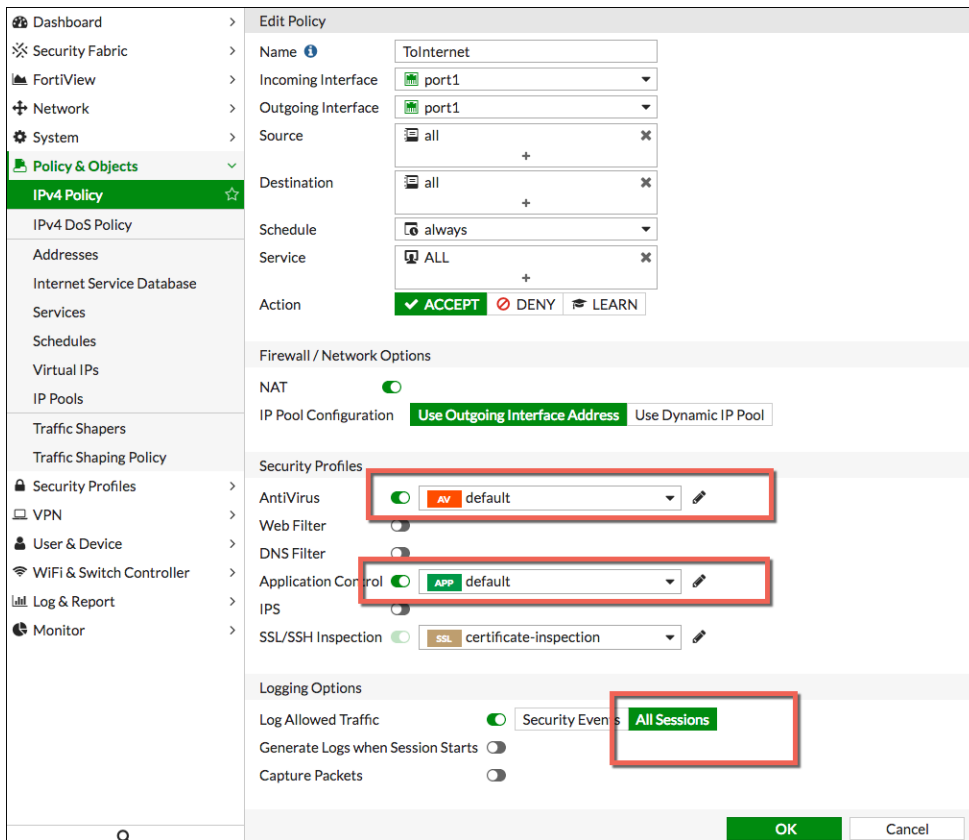 Dashboard
Security Fabric
FortiView
Network
System
Policy & Objects
IPv4 Policy
IPv4 DoS Policy
Addresses
Internet Service Database
Services
Schedules
Virtual IPs
IP Pools
Traffic Shapers
Traffic Shaping Policy
Security Profiles
VPN
User & Device
WiFi & Switch Controller
Log & Report
Monitor
Edit Policy
Name ToInternet
Incoming Interface port1
Outgoing Interface port1
Source all
+
Destination all
+
Schedule always
Service ALL
+
Action ACCEPT DENY LEARN
Firewall / Network Options
NAT
IP Pool Configuration Use Outgoing Interface Address Use Dynamic IP Pool
Security Profiles
AntiVirus AV default
Web Filter
DNS Filter
Application Control APP default
IPS
SSL/SSH Inspection SSL certificate-inspection
Logging Options
Log Allowed Traffic Security Events All Sessions
Generate Logs when Session Starts
Capture Packets
OK Cancel